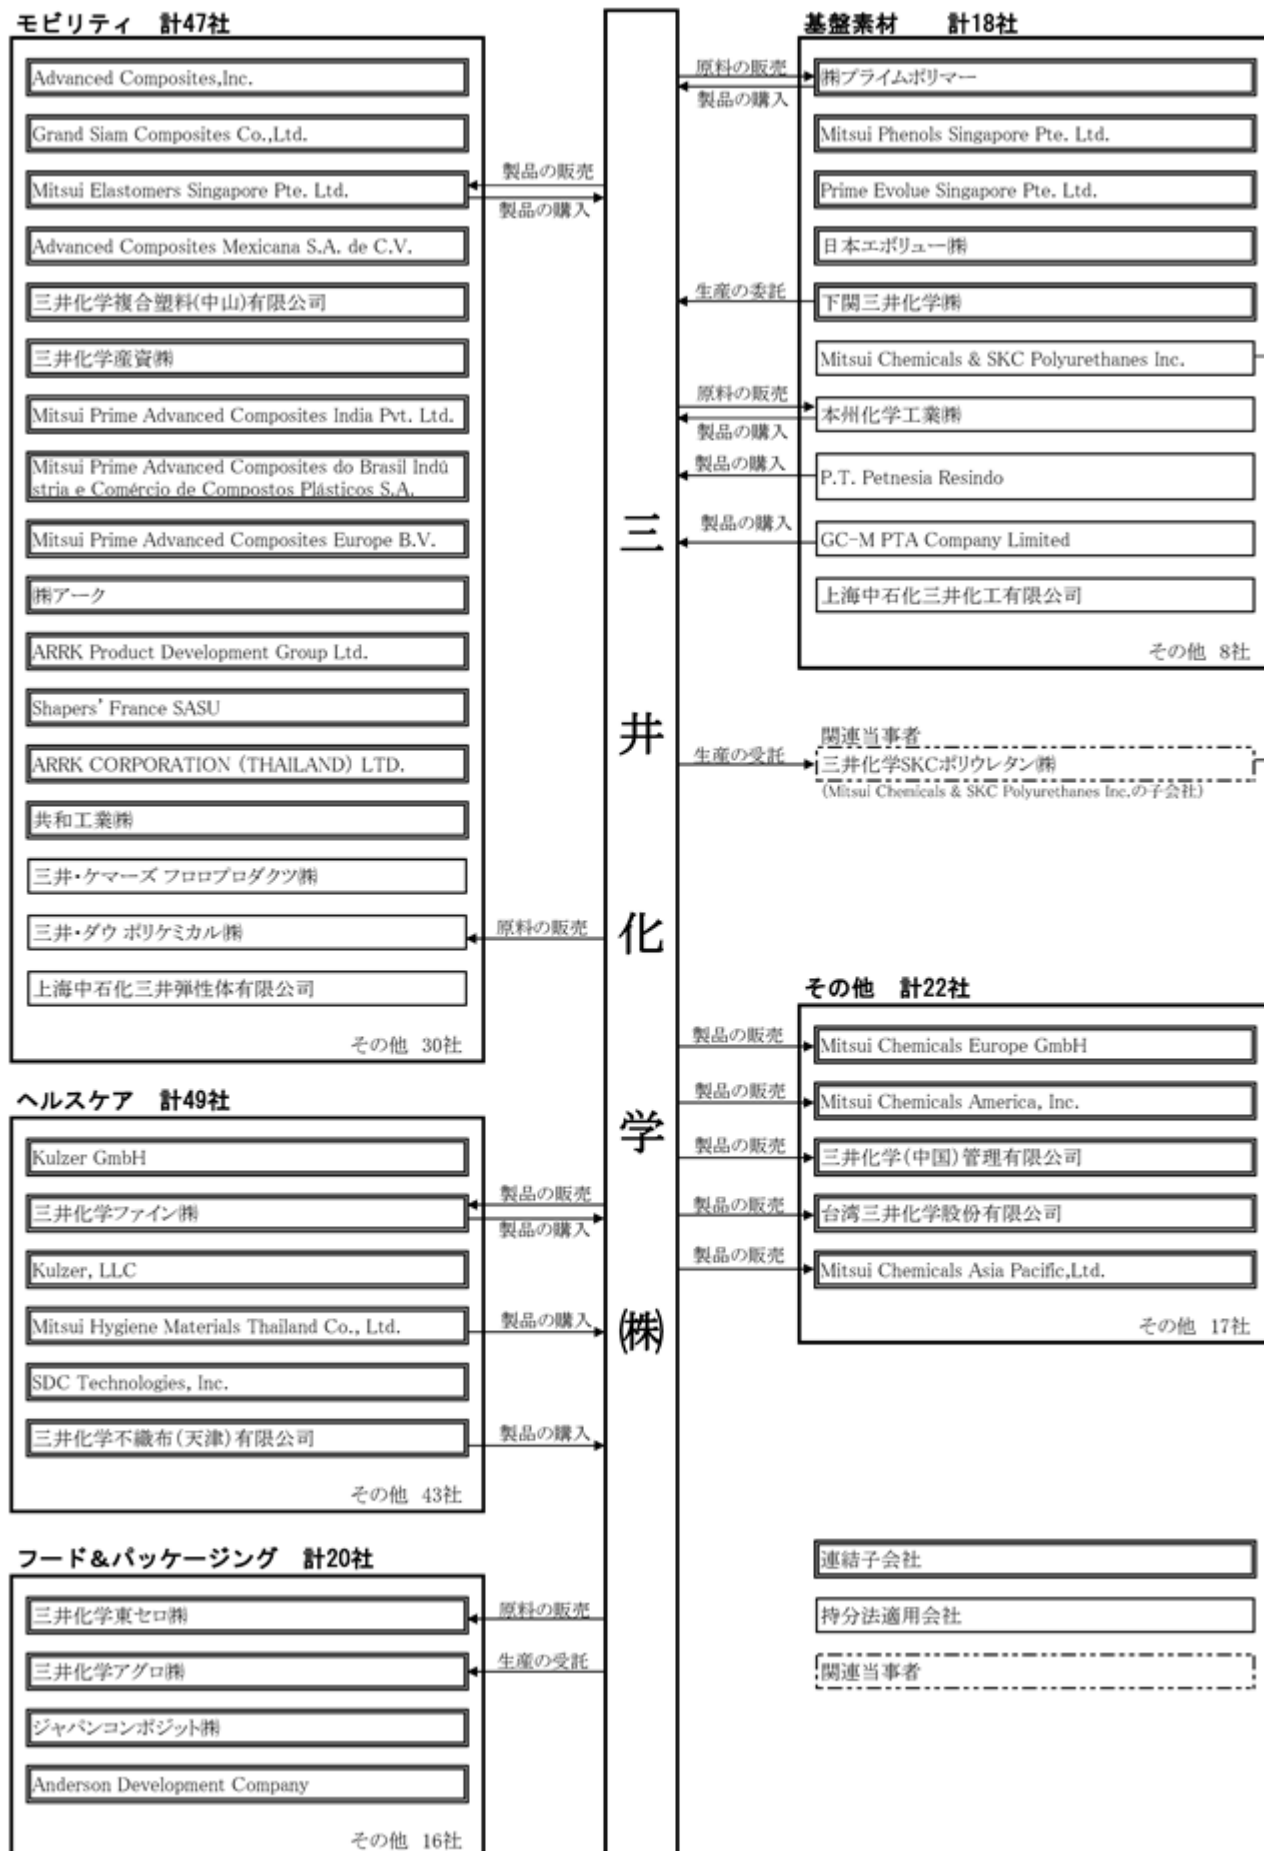 モビリティ 計47社
Advanced Composites,Inc.
Grand Siam Composites Co.,Ltd.
Mitsui Elastomers Singapore Pte. Ltd.
製品の販売
製品の購入
Advanced Composites Mexicana S.A. de C.V.
三井化学複合塑料(中山)有限公司
三井化学産資㈱
Mitsui Prime Advanced Composites India Pvt. Ltd.
Mitsui Prime Advanced Composites do Brasil Indú
stria e Comércio de Compostos Plásticos S.A.
Mitsui Prime Advanced Composites Europe B.V.
㈱アーク
ARRK Product Development Group Ltd.
Shapers' France SASU
ARRK CORPORATION (THAILAND) LTD.
共和工業㈱
三井・ケマーズ フロロプロダクツ㈱
三井・ダウ ポリケミカル㈱
原料の販売
上海中石化三井弾性体有限公司
その他 30社
ヘルスケア 計49社
Kulzer GmbH
三井化学ファイン㈱
製品の販売
製品の購入
Kulzer, LLC
Mitsui Hygiene Materials Thailand Co., Ltd.
製品の購入
SDC Technologies, Inc.
三井化学不織布(天津)有限公司
製品の購入
その他 43社
フード&パッケージング 計20社
三井化学東セロ㈱
原料の販売
三井化学アグロ㈱
生産の受託
ジャパンコンポジット㈱
Anderson Development Company
その他 16社
三井化学㈱
基盤素材 計18社
原料の販売
製品の購入
㈱プライムポリマー
Mitsui Phenols Singapore Pte. Ltd.
Prime Evolue Singapore Pte. Ltd.
日本エボリュー㈱
生産の委託
下関三井化学㈱
Mitsui Chemicals & SKC Polyurethanes Inc.
原料の販売
製品の購入
本州化学工業㈱
製品の購入
P.T. Petnesia Resindo
製品の購入
GC-M PTA Company Limited
上海中石化三井化工有限公司
その他 8社
関連当事者
生産の受託
三井化学SKCポリウレタン㈱
(Mitsui Chemicals & SKC Polyurethanes Inc.の子会社)
その他 計22社
製品の販売
Mitsui Chemicals Europe GmbH
製品の販売
Mitsui Chemicals America, Inc.
製品の販売
三井化学(中国)管理有限公司
製品の販売
台湾三井化学股份有限公司
製品の販売
Mitsui Chemicals Asia Pacific,Ltd.
その他 17社
連結子会社
持分法適用会社
関連当事者